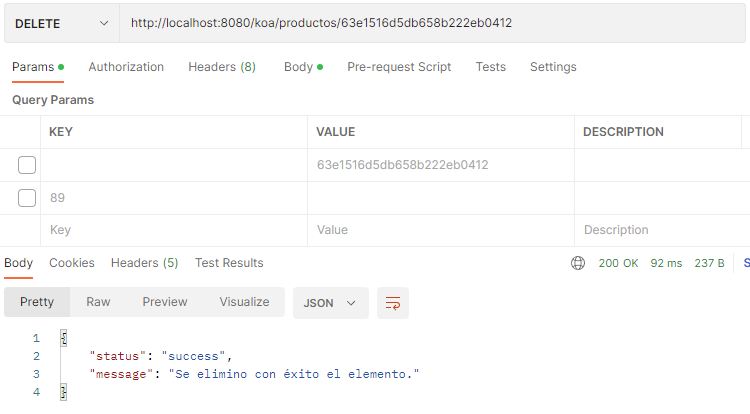 DELETE http://localhost:8080/koa/productos/63e1516d5db658b222eb0412
Params Authorization Headers (8) Body Pre-request Script Tests Settings
Query Params
KEY VALUE DESCRIPTION
63e1516d5db658b222eb0412
89
Key Value Description
Body Cookies Headers (5) Test Results 200 OK 92 ms 237 B S
Pretty Raw Preview Visualize JSON
1 {
2 "status": "success",
3 "message": "Se elimino con éxito el elemento."
4 }